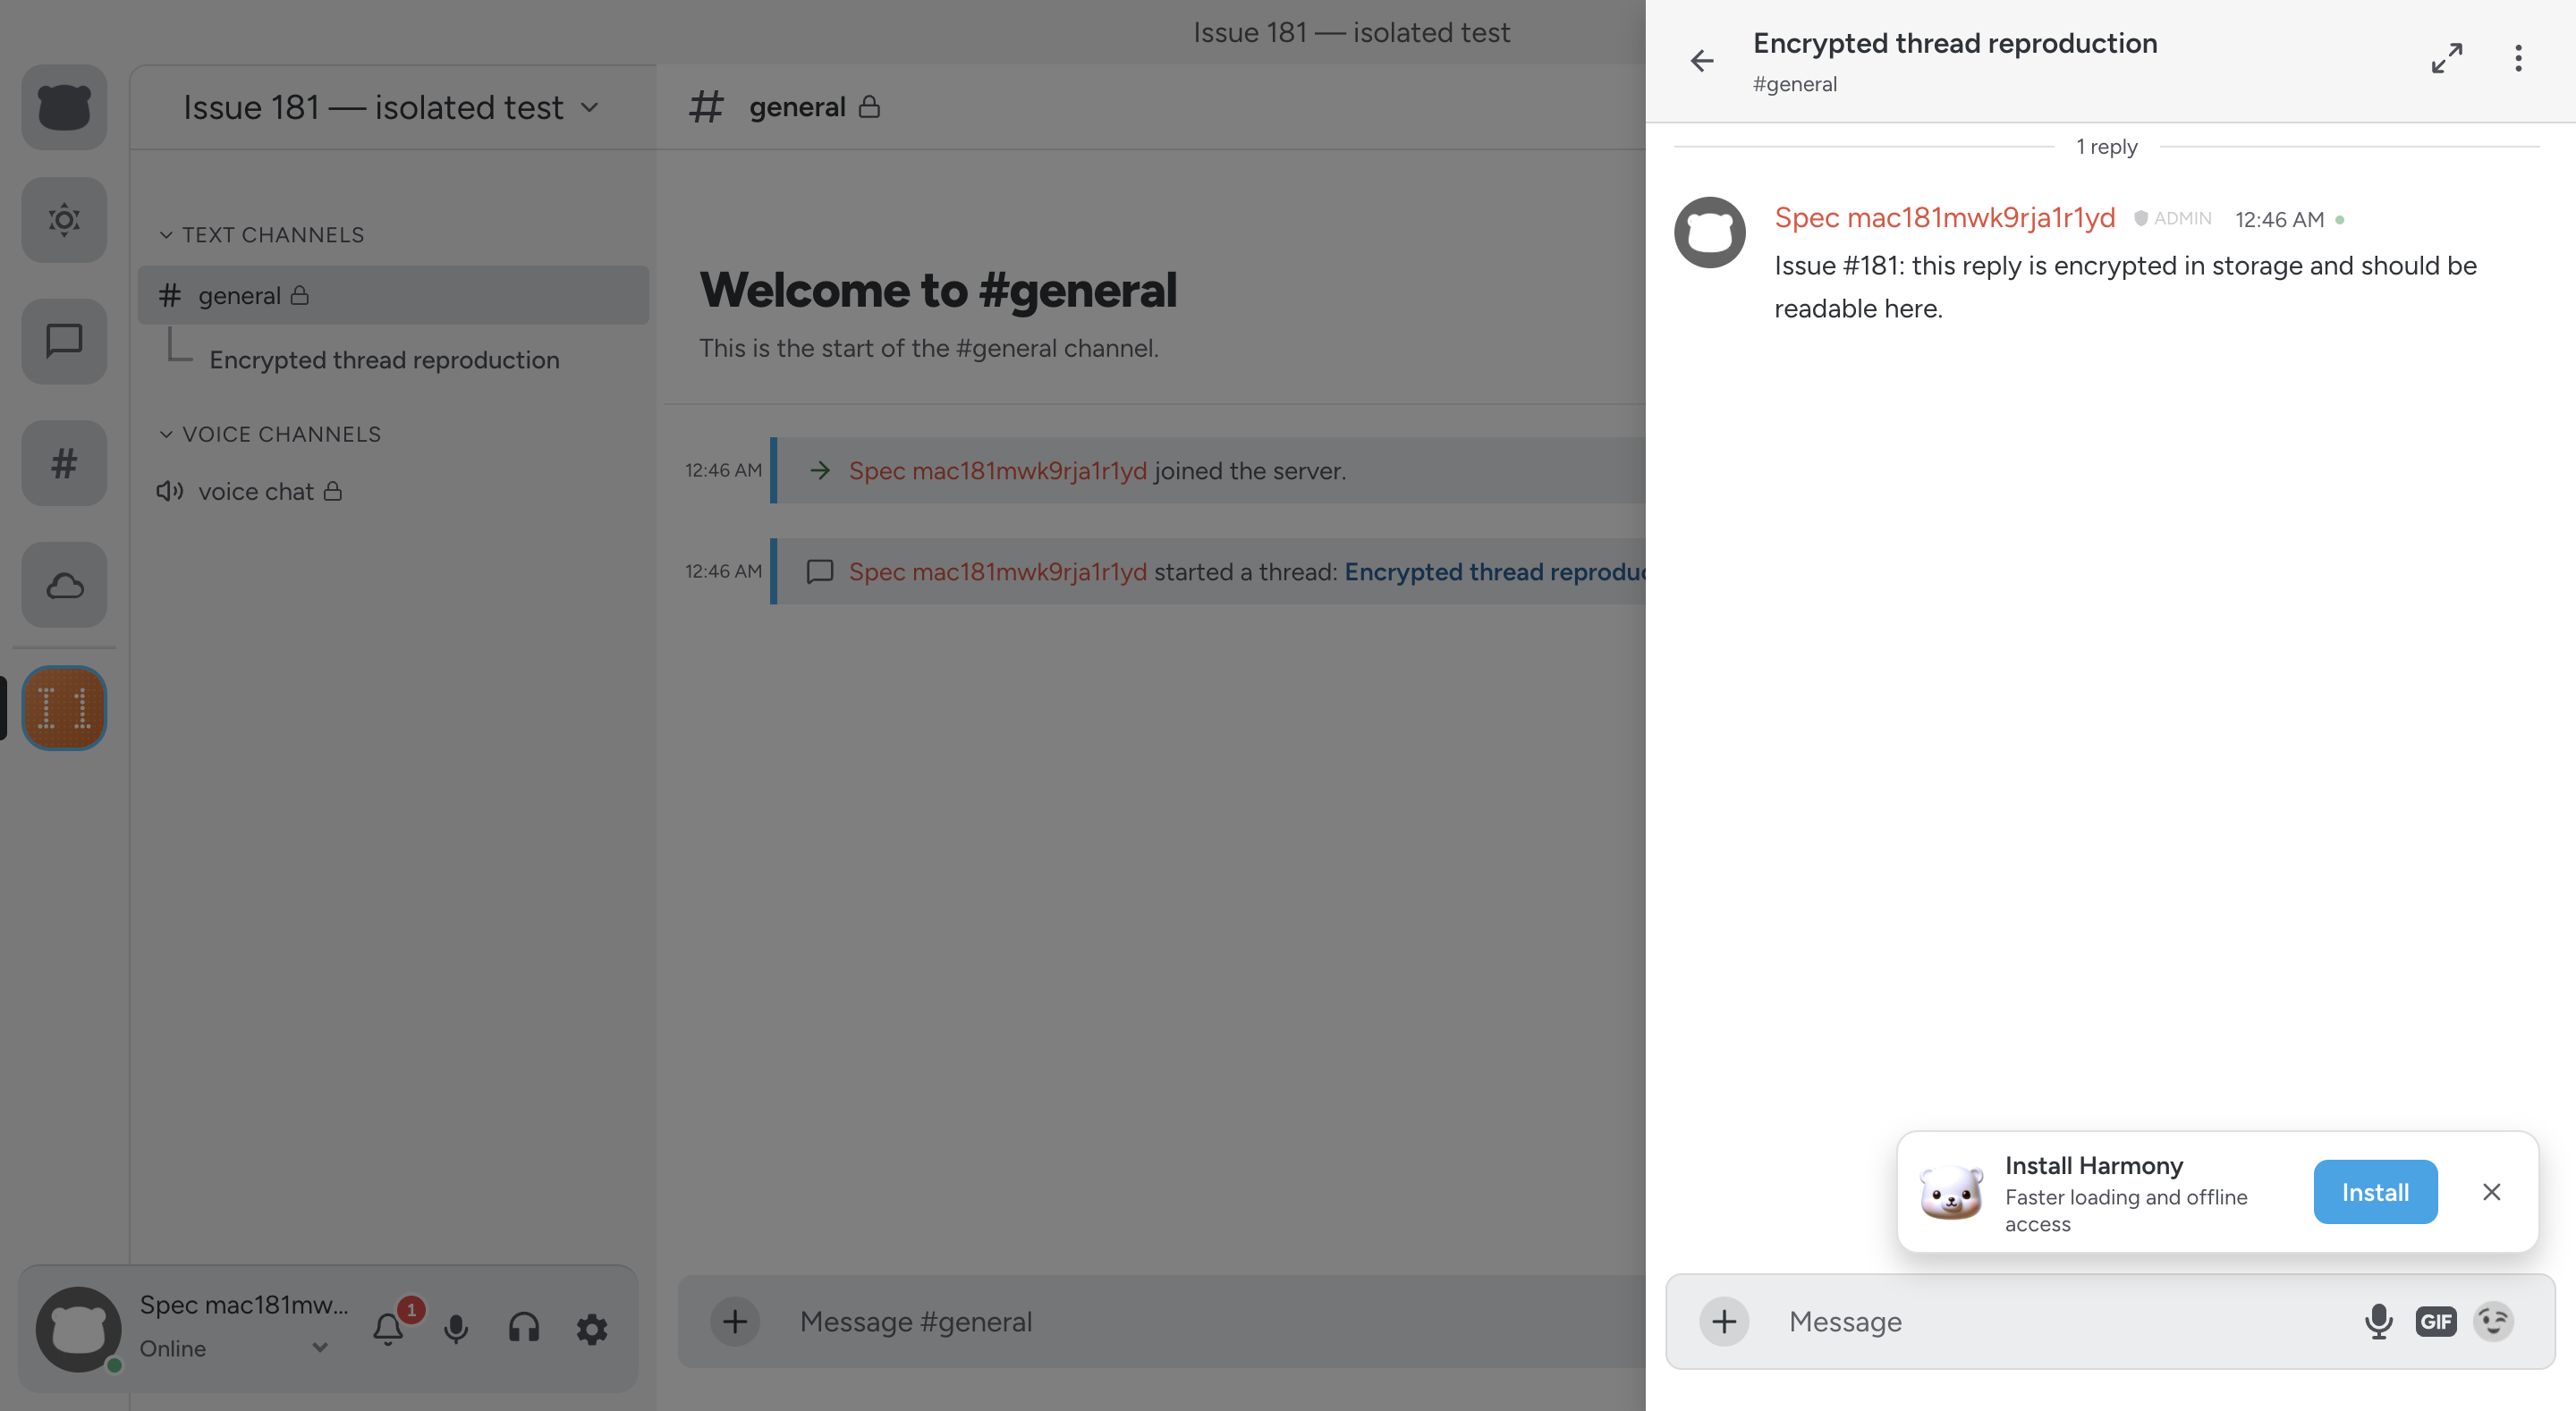 Issue 181 — isolated test
Issue 181 — isolated test
TEXT CHANNELS
# general
Encrypted thread reproduction
VOICE CHANNELS
voice chat
Spec mac181mw...
Online
1
# general
Welcome to #general
This is the start of the #general channel.
12:46 AM Spec mac181mwk9rja1r1yd joined the server.
12:46 AM Spec mac181mwk9rja1r1yd started a thread: Encrypted thread reproduc
Message #general
Encrypted thread reproduction
#general
1 reply
Spec mac181mwk9rja1r1yd ADMIN 12:46 AM
Issue #181: this reply is encrypted in storage and should be
readable here.
Install Harmony
Faster loading and offline
access
Install
Message
GIF